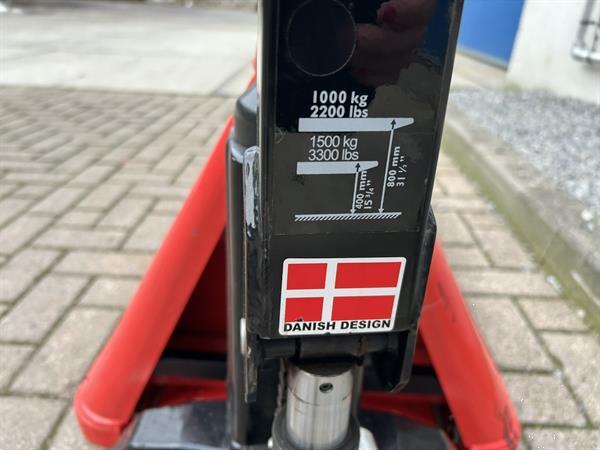 1000 kg
2200 lbs
1500 kg
3300 lbs
400 mm
15 3/4"
800 mm
31 1/2"
DANISH DESIGN